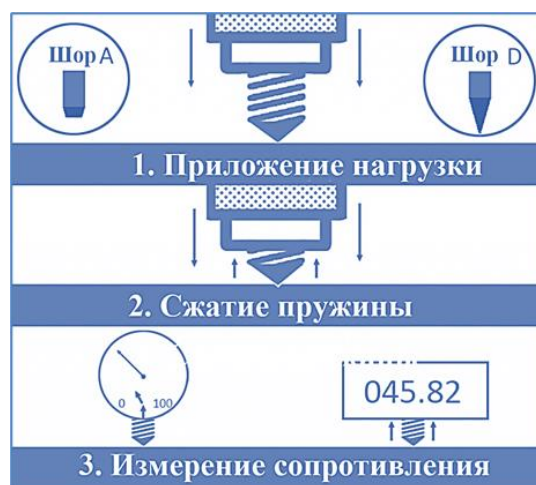 Шор A
Шор D
1. Приложение нагрузки
2. Сжатие пружины
0 100
045.82
3. Измерение сопротивления